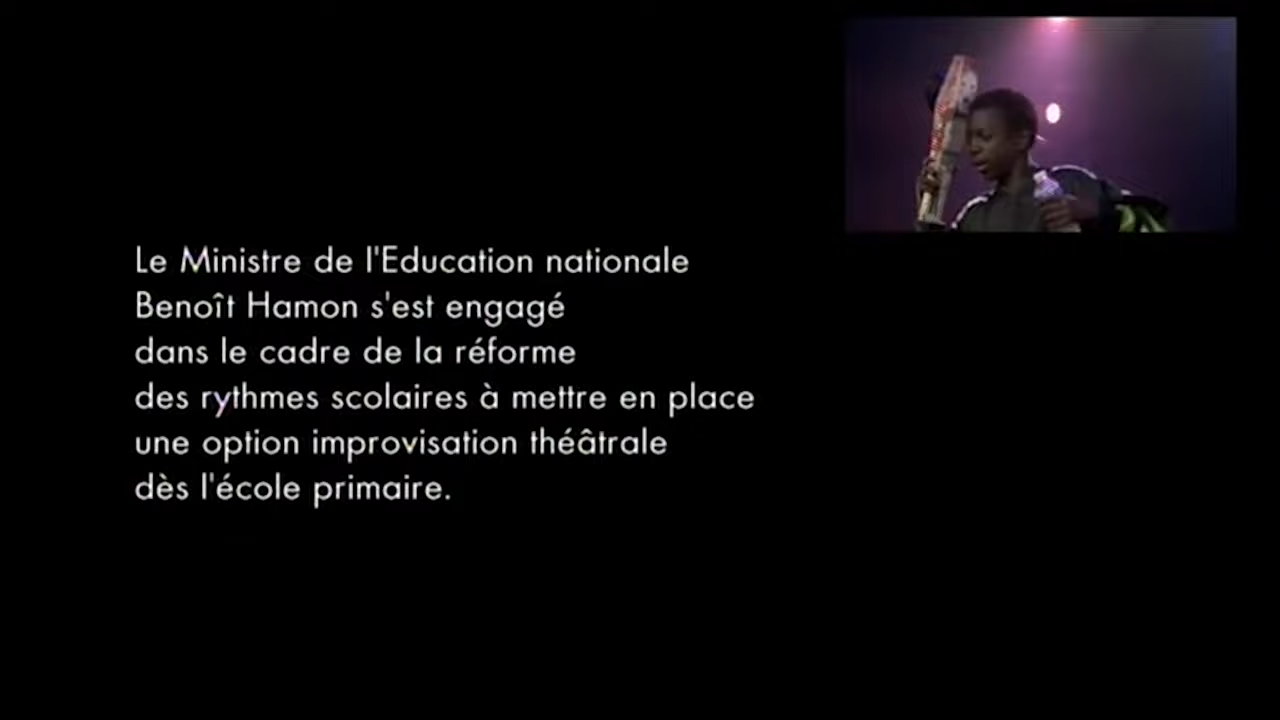 Le Ministre de l'Education nationale
Benoît Hamon s'est engagé
dans le cadre de la réforme
des rythmes scolaires à mettre en place
une option improvisation théâtrale
dès l'école primaire.